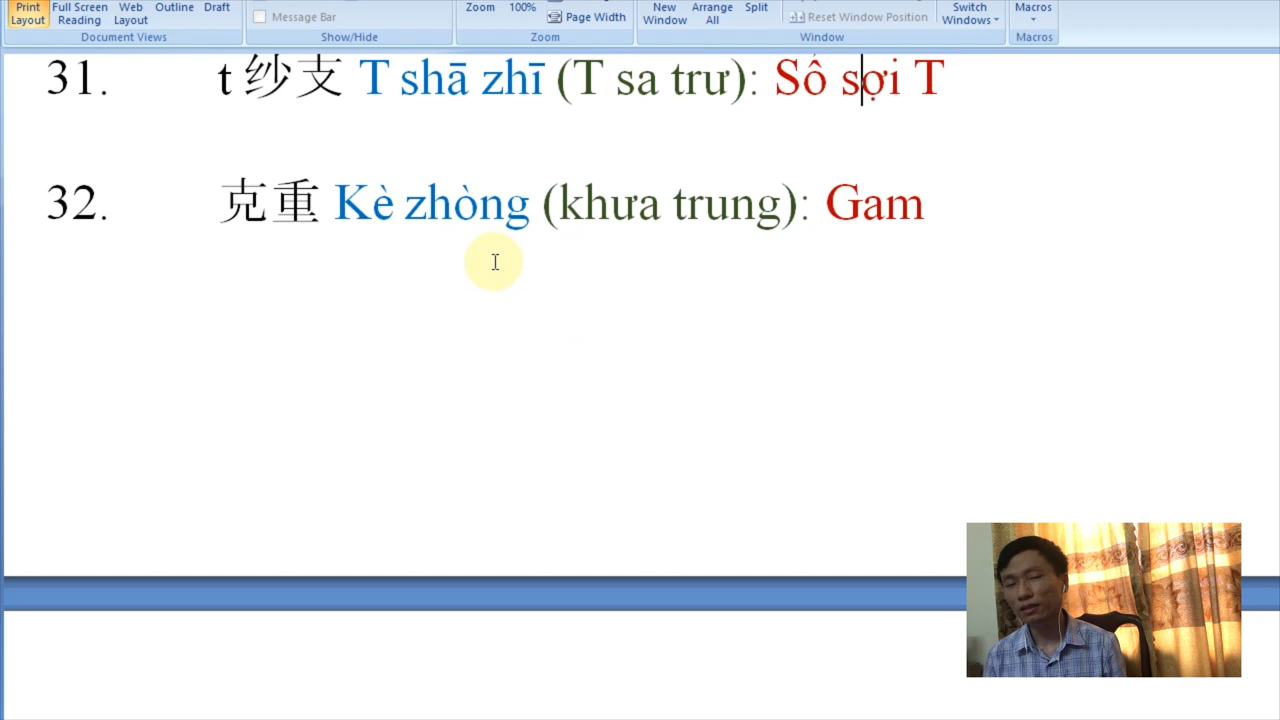 Print Layout
Full Screen Reading
Web Layout
Outline
Draft
Document Views
Message Bar
Show/Hide
Zoom
100%
Page Width
Zoom
New Window
Arrange All
Split
Reset Window Position
Window
Switch Windows
Macros
Macros
31. t 纱支 T shā zhī (T sa trư): Số sợi T
32. 克重 Kè zhòng (khưa trung): Gam